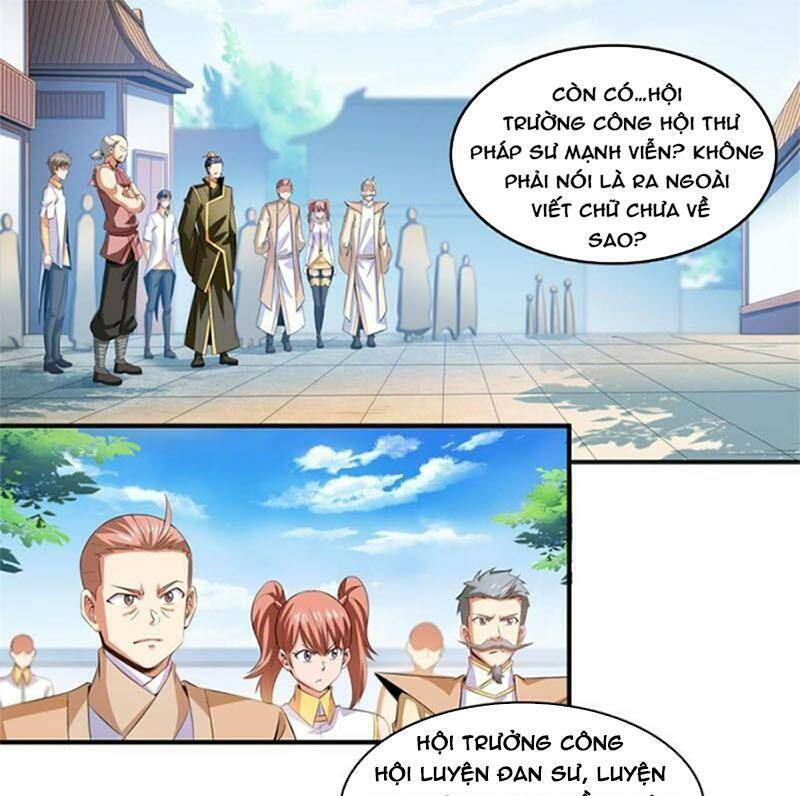 CÒN CÓ...HỘI
TRƯỜNG CÔNG HỘI THƯ
PHÁP SƯ MẠNH VIỄN? KHÔNG
PHẢI NÓI LÀ RA NGOÀI
VIẾT CHỮ CHƯA VỀ
SAO?
HỘI TRƯỞNG CÔNG
HỘI LUYỆN ĐAN SƯ, LUYỆN